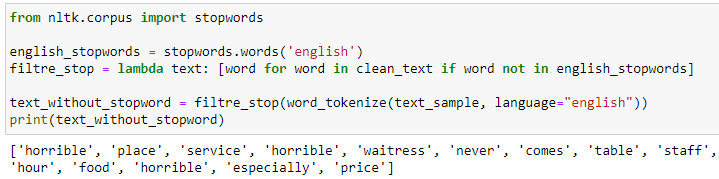 from nltk.corpus import stopwords
english_stopwords = stopwords.words('english')
filtre_stop = lambda text: [word for word in clean_text if word not in english_stopwords]
text_without_stopword = filtre_stop(word_tokenize(text_sample, language="english"))
print(text_without_stopword)
['horrible', 'place', 'service', 'horrible', 'waitress', 'never', 'comes', 'table', 'staff',
'hour', 'food', 'horrible', 'especially', 'price']